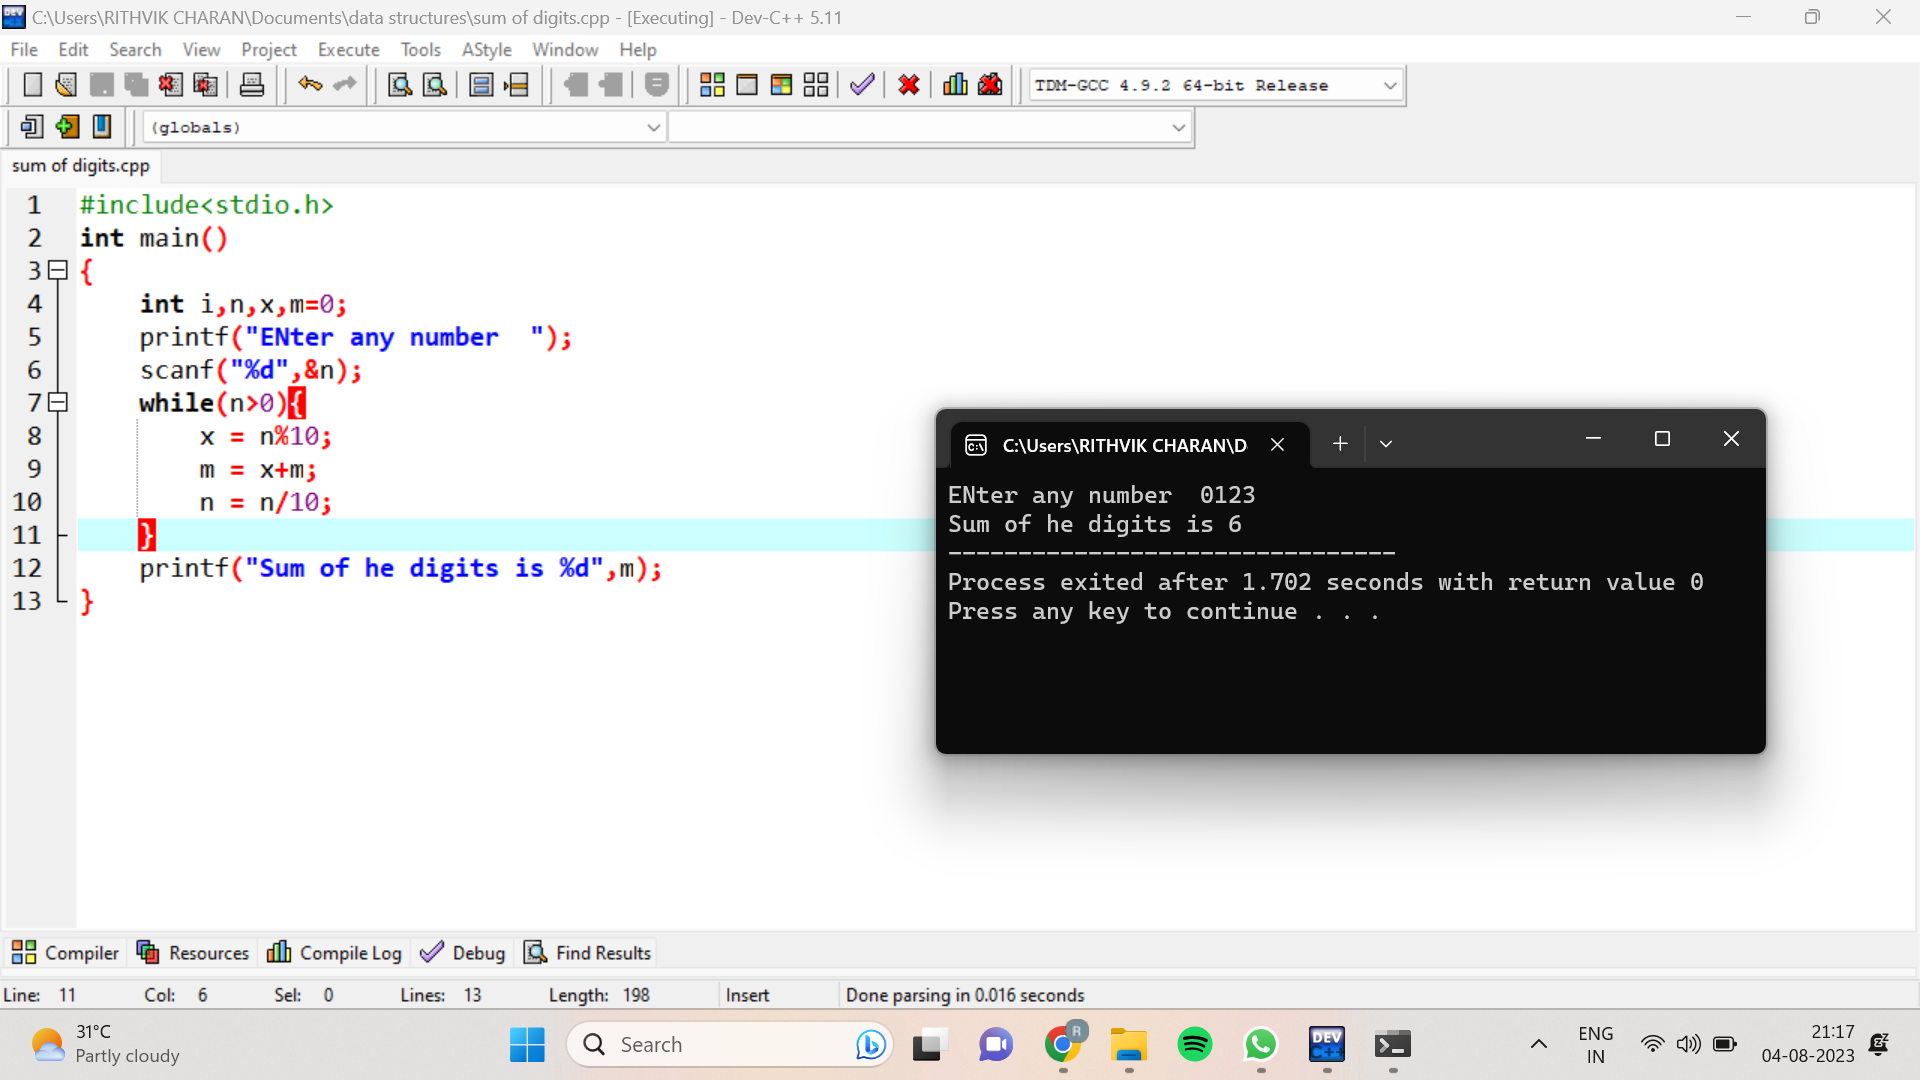 C:\Users\RITHVIK CHARAN\Documents\data structures\sum of digits.cpp - [Executing] - Dev-C++ 5.11
File Edit Search View Project Execute Tools AStyle Window Help
TDM-GCC 4.9.2 64-bit Release
(globals)
sum of digits.cpp
1 #include<stdio.h>
2 int main()
3 {
4 int i,n,x,m=0;
5 printf("ENter any number  ");
6 scanf("%d",&n);
7 while(n>0){
8 x = n%10;
9 m = x+m;
10 n = n/10;
11 }
12 printf("Sum of he digits is %d",m);
13 }
C:\Users\RITHVIK CHARAN\D
ENter any number  0123
Sum of he digits is 6
--------------------------------
Process exited after 1.702 seconds with return value 0
Press any key to continue . . .
Compiler Resources Compile Log Debug Find Results
Line: 11 Col: 6 Sel: 0 Lines: 13 Length: 198 Insert Done parsing in 0.016 seconds
31°C
Partly cloudy
Search
R
DEV
C++
ENG
IN
21:17
04-08-2023